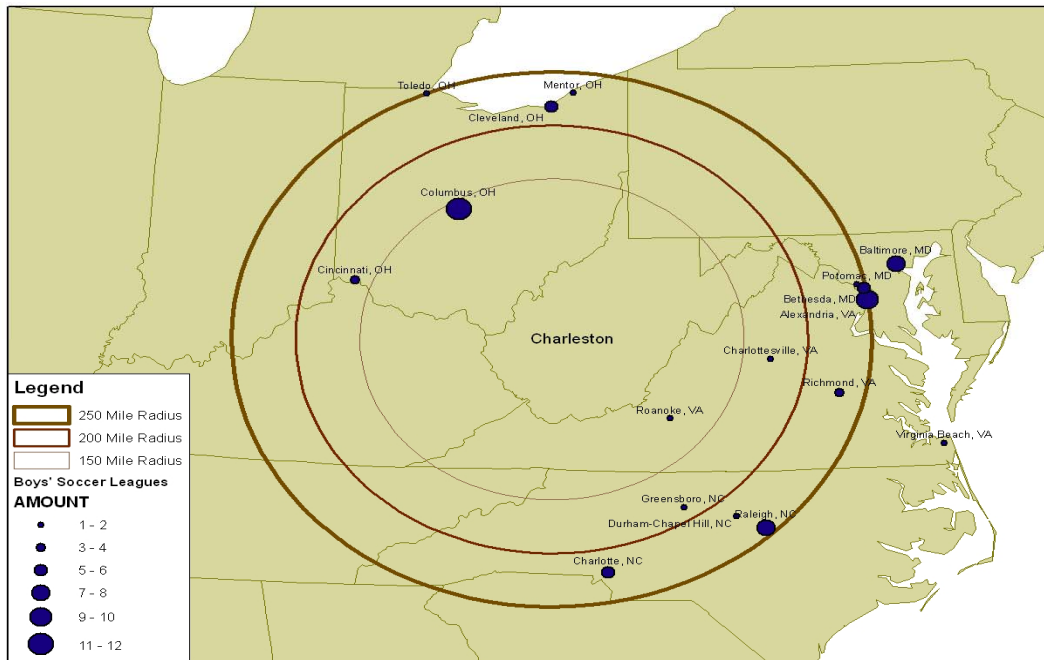 Toledo, OH
Mentor, OH
Cleveland, OH
Columbus, OH
Cincinnati, OH
Baltimore, MD
Potomac, MD
Bethesda, MD
Alexandria, VA
Charleston
Charlottesville, VA
Richmond, VA
Roanoke, VA
Virginia Beach, VA
Greensboro, NC
Raleigh, NC
Durham-Chapel Hill, NC
Charlotte, NC
Legend
250 Mile Radius
200 Mile Radius
150 Mile Radius
Boys' Soccer Leagues
AMOUNT
1 - 2
3 - 4
5 - 6
7 - 8
9 - 10
11 - 12